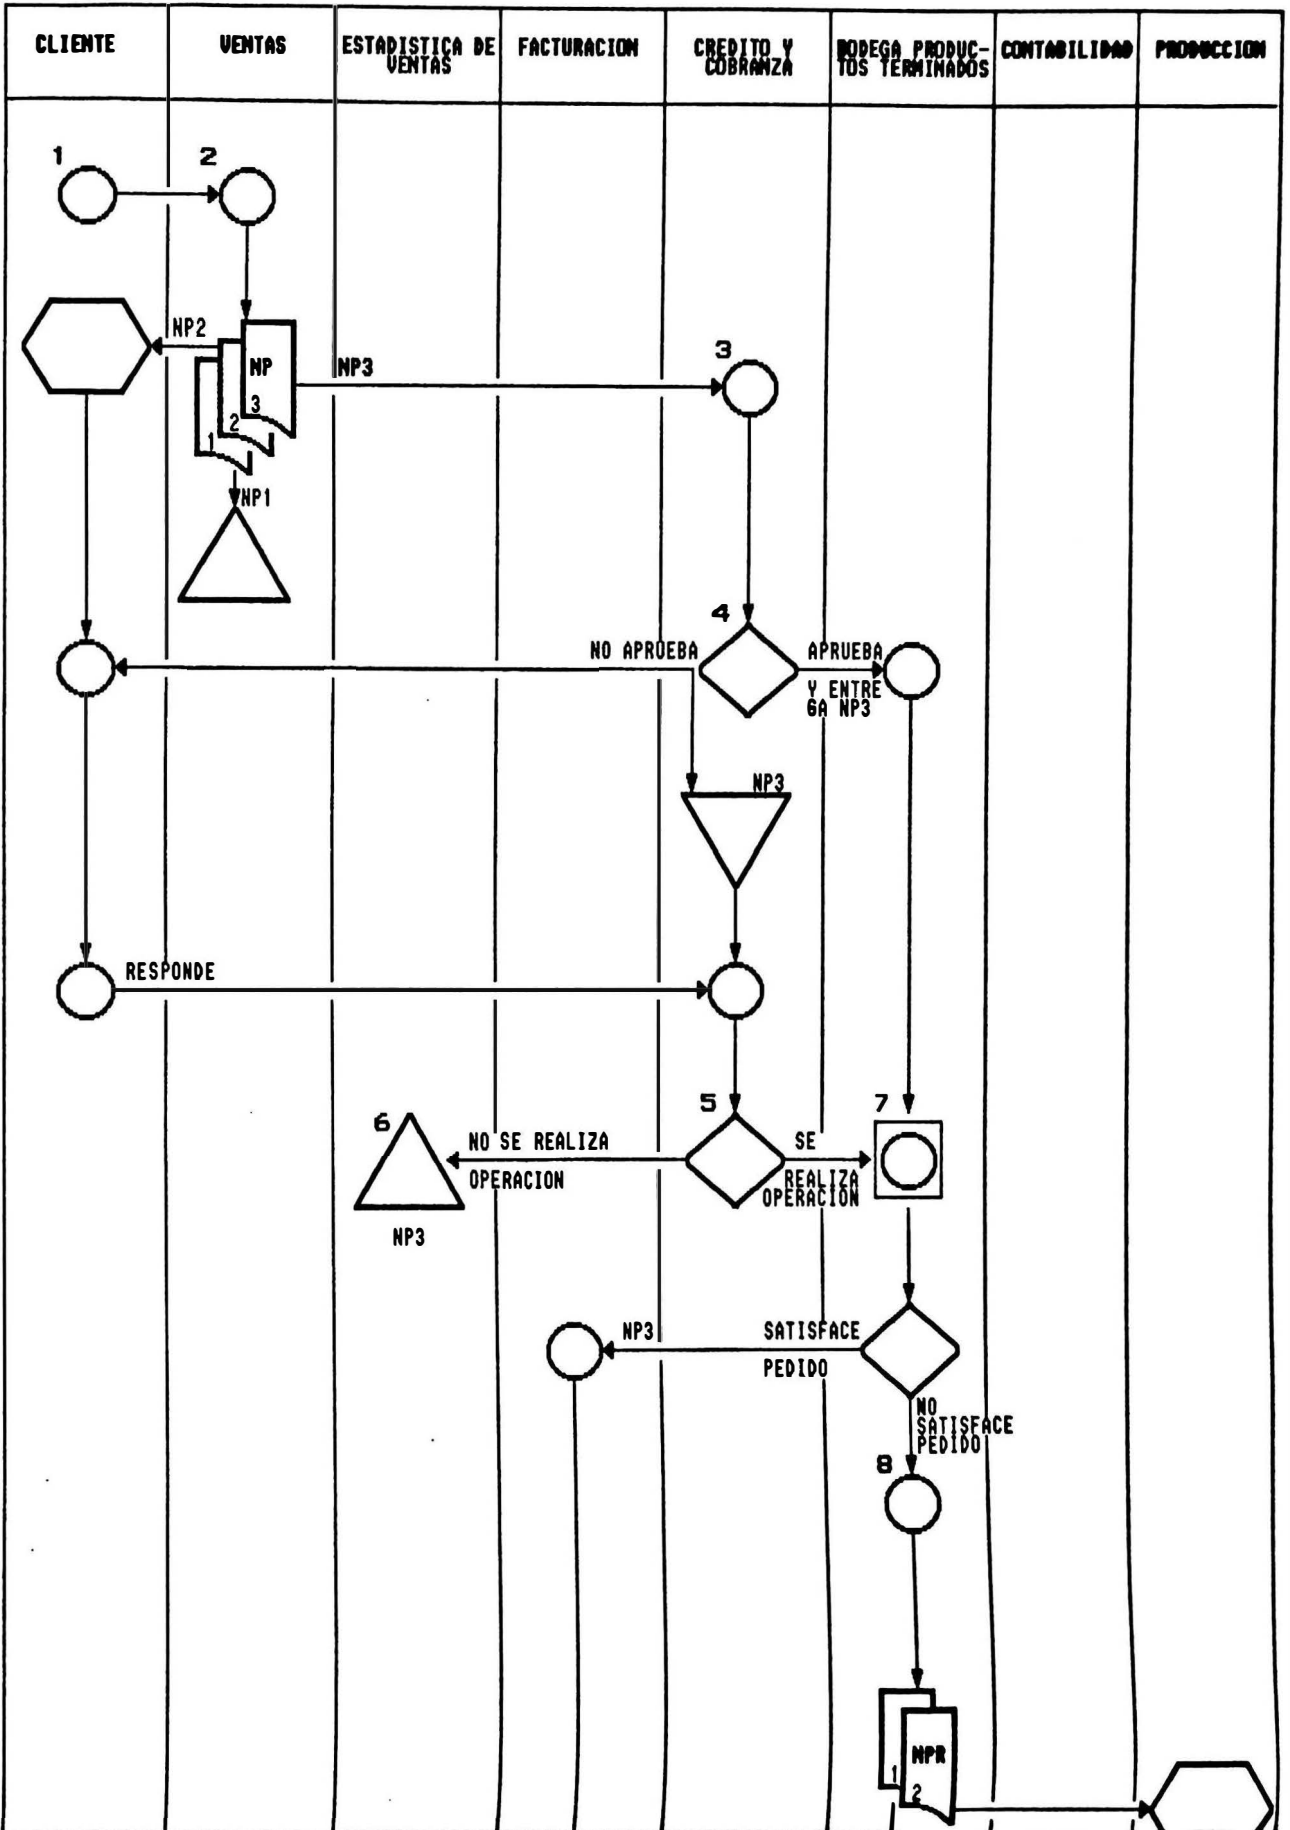 CLIENTE
VENTAS
ESTADISTICA DE
VENTAS
FACTURACION
CREDITO Y
COBRANZA
BODEGA PRODUC-
TOS TERMINADOS
CONTABILIDAD
PRODUCCION
1
2
NP2
NP
3
2
1
NP3
3
NP1
4
NO APRUEBA
APRUEBA
Y ENTRE
GA NP3
NP3
RESPONDE
5
6
NO SE REALIZA
OPERACION
SE
REALIZA
OPERACION
7
NP3
NP3
SATISFACE
PEDIDO
NO
SATISFACE
PEDIDO
8
NPR
1
2